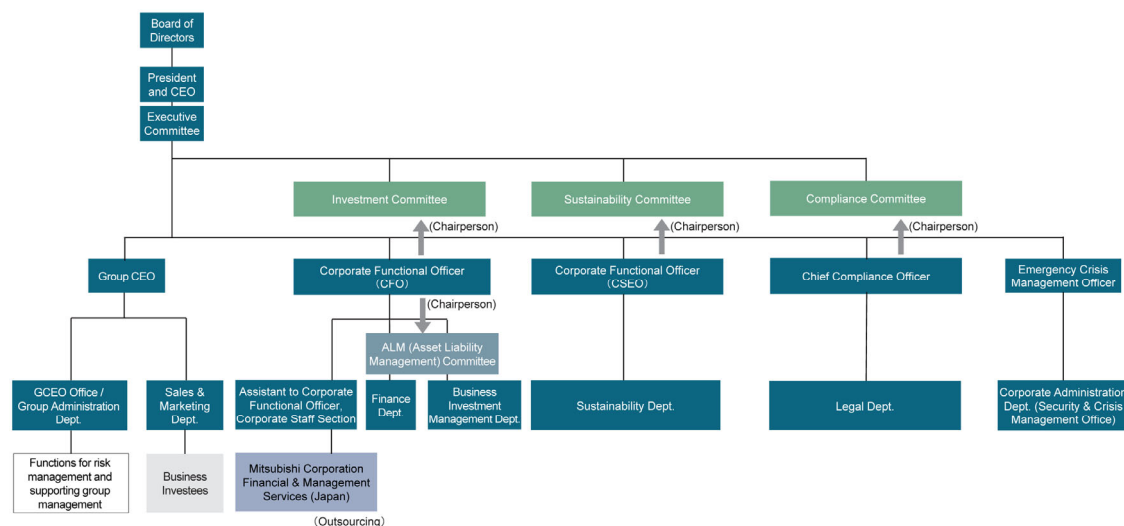 Board of
Directors
President
and CEO
Executive
Committee
Investment Committee
Sustainability Committee
Compliance Committee
(Chairperson)
(Chairperson)
(Chairperson)
Group CEO
Corporate Functional Officer
(CFO)
Corporate Functional Officer
(CSEO)
Chief Compliance Officer
Emergency Crisis
Management Officer
(Chairperson)
ALM (Asset Liability
Management) Committee
GCEO Office /
Group Administration
Dept.
Sales &
Marketing
Dept.
Assistant to Corporate
Functional Officer,
Corporate Staff Section
Finance
Dept.
Business
Investment
Management Dept.
Sustainability Dept.
Legal Dept.
Corporate Administration
Dept. (Security & Crisis
Management Office)
Functions for risk
management and
supporting group
management
Business
Investees
Mitsubishi Corporation
Financial & Management
Services (Japan)
(Outsourcing)